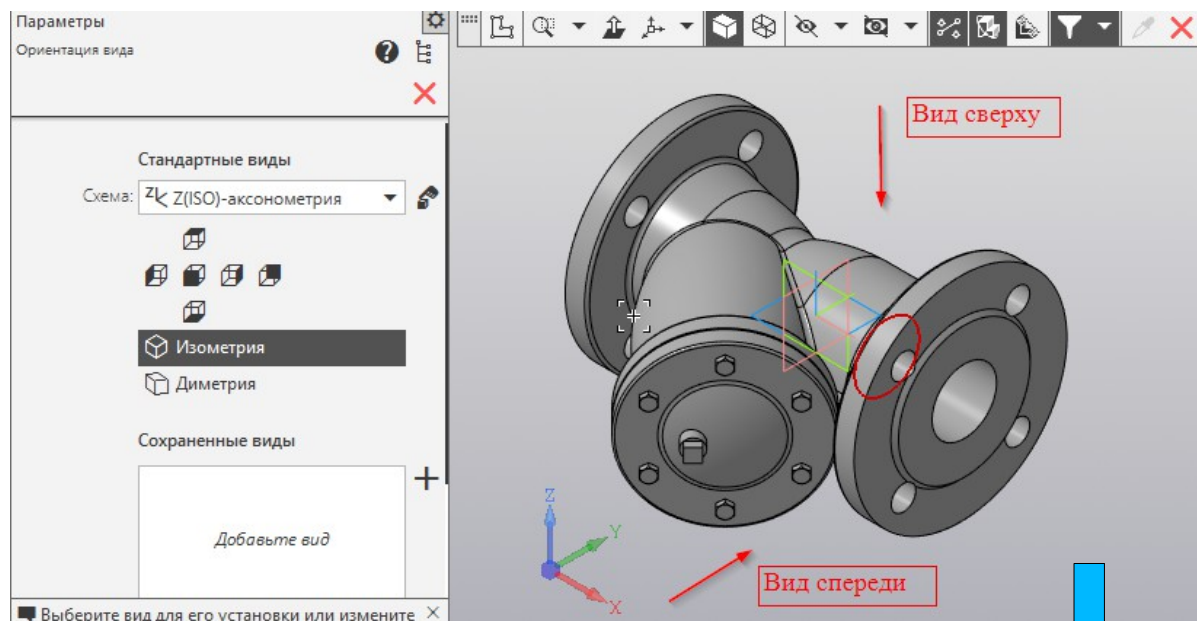 Параметры
Ориентация вида
Стандартные виды
Схема: Z(ISO)-аксонометрия
Изометрия
Диметрия
Сохраненные виды
Добавьте вид
Выберите вид для его установки или измените
Вид сверху
Z
Y
X
Вид спереди